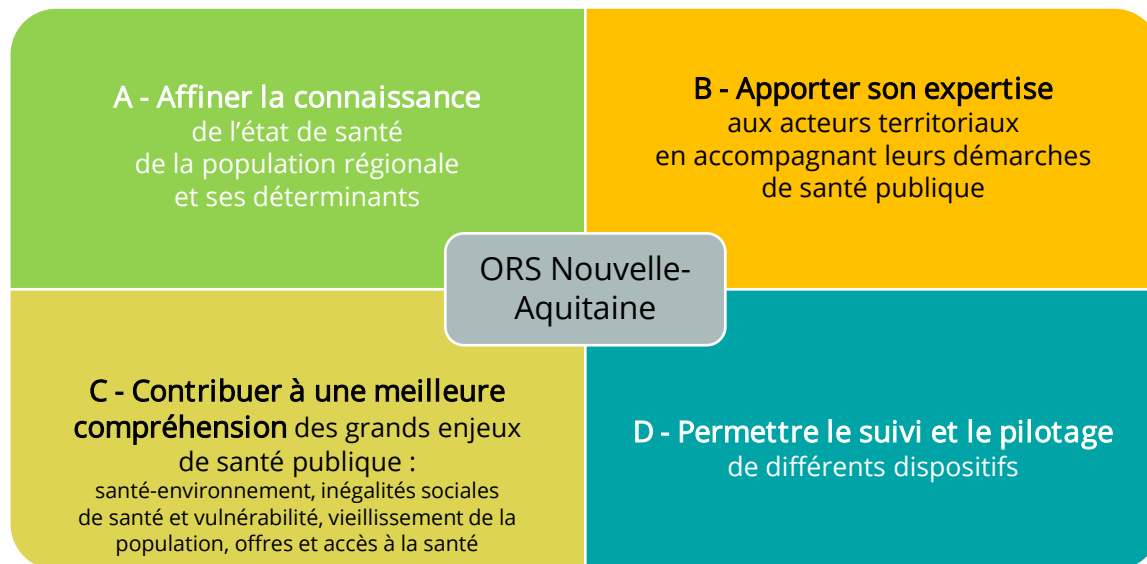 A - Affiner la connaissance
de l’état de santé
de la population régionale
et ses déterminants
B - Apporter son expertise
aux acteurs territoriaux
en accompagnant leurs démarches
de santé publique
ORS Nouvelle-
Aquitaine
C - Contribuer à une meilleure
compréhension des grands enjeux
de santé publique :
santé-environnement, inégalités sociales
de santé et vulnérabilité, vieillissement de la
population, offres et accès à la santé
D - Permettre le suivi et le pilotage
de différents dispositifs